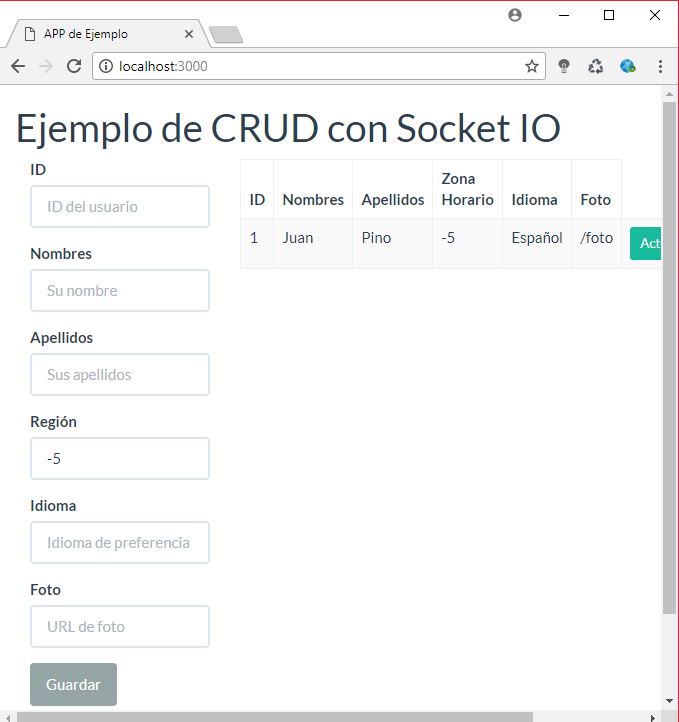 APP de Ejemplo
localhost:3000
Ejemplo de CRUD con Socket IO
ID
ID del usuario
Nombres
Su nombre
Apellidos
Sus apellidos
Región
-5
Idioma
Idioma de preferencia
Foto
URL de foto
Guardar
ID Nombres Apellidos Zona Horario Idioma Foto
1 Juan Pino -5 Español /foto Act